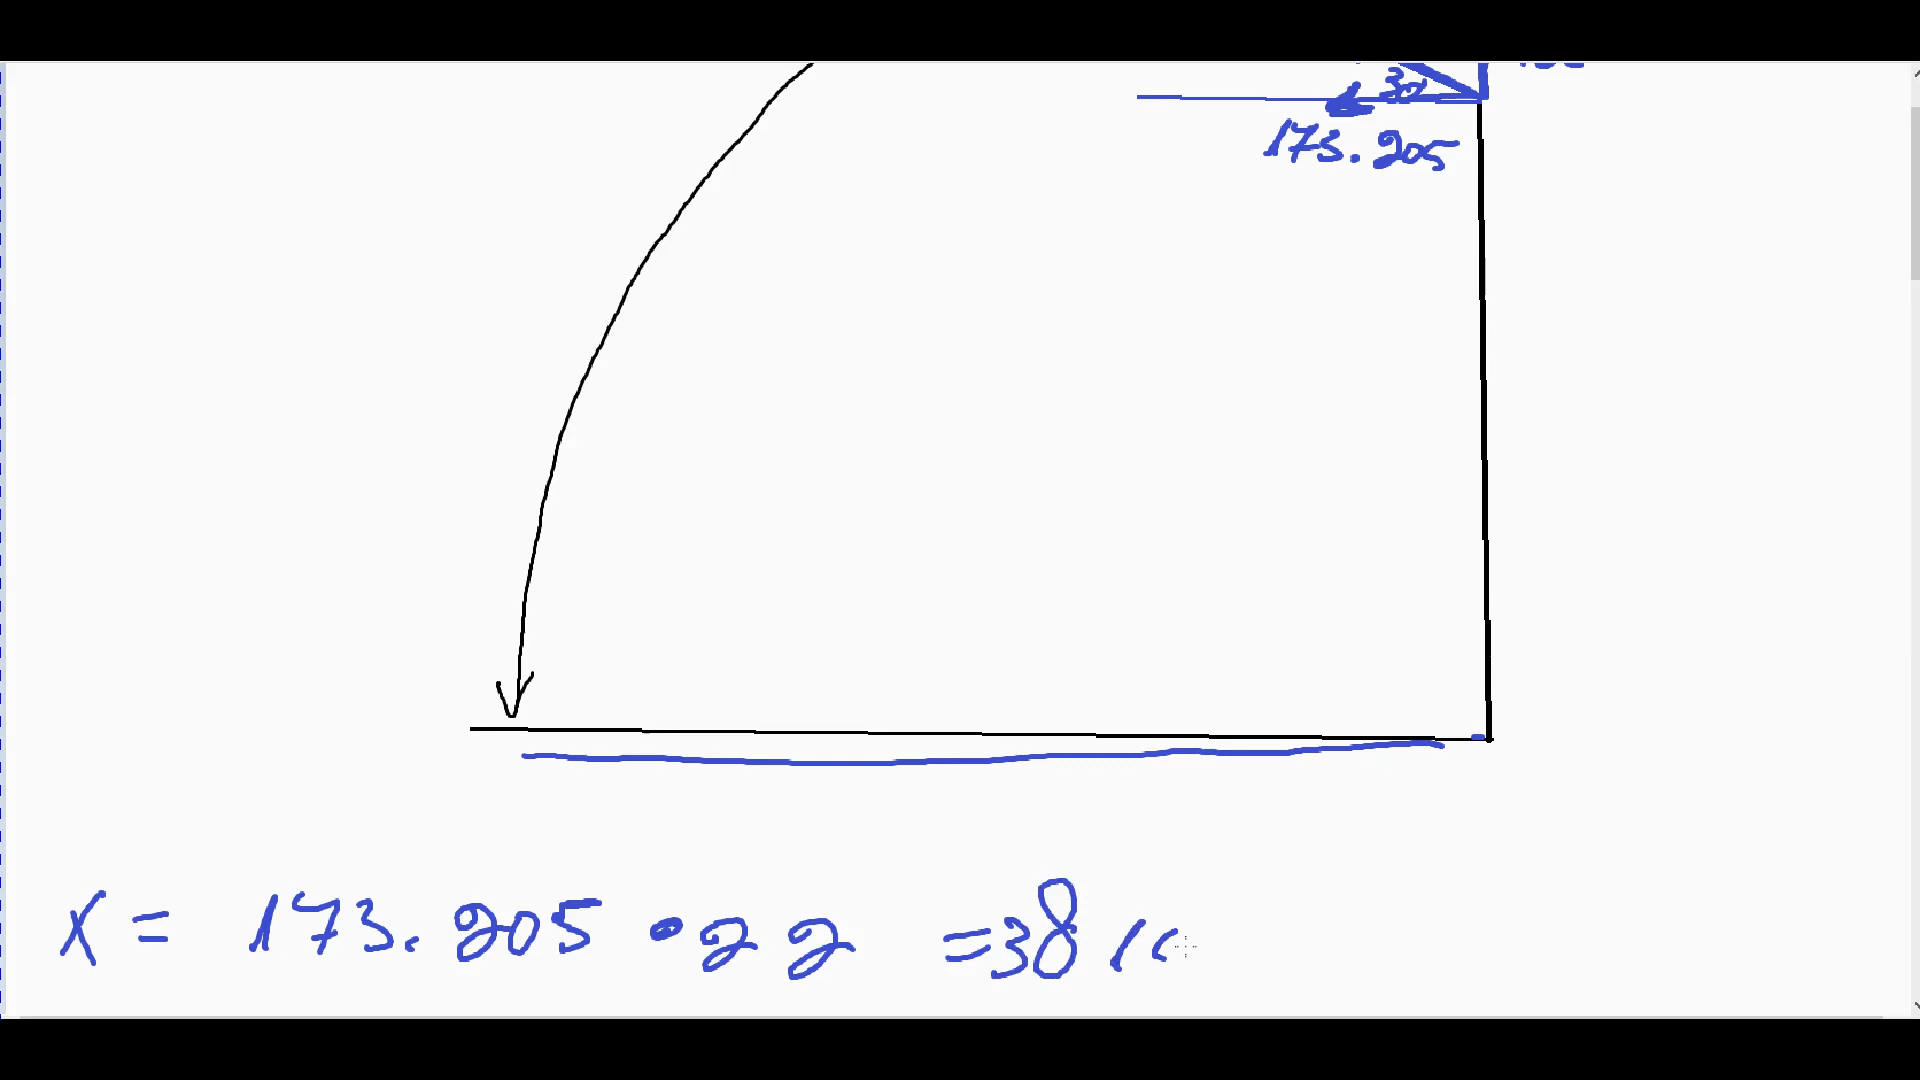 30
173.205
X = 173.205 • 22 = 381